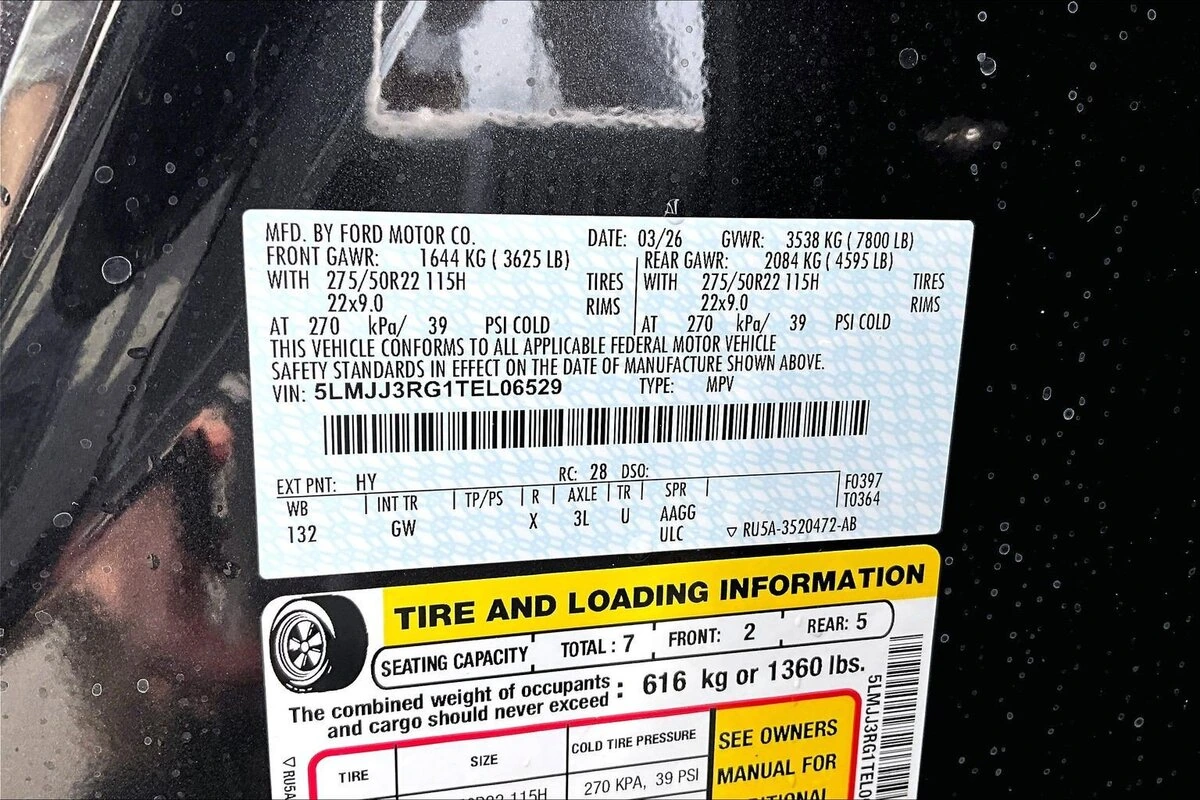 MFD. BY FORD MOTOR CO. DATE: 03/26 GVWR: 3538 KG ( 7800 LB)
FRONT GAWR: 1644 KG ( 3625 LB) REAR GAWR: 2084 KG ( 4595 LB)
WITH 275/50R22 115H TIRES WITH 275/50R22 115H TIRES
22x9.0 RIMS 22x9.0 RIMS
AT 270 kPa/ 39 PSI COLD AT 270 kPa/ 39 PSI COLD
THIS VEHICLE CONFORMS TO ALL APPLICABLE FEDERAL MOTOR VEHICLE
SAFETY STANDARDS IN EFFECT ON THE DATE OF MANUFACTURE SHOWN ABOVE.
VIN: 5LMJJ3RG1TEL06529 TYPE: MPV
EXT PNT: HY RC: 28 DSO:
WB INT TR TP/PS R AXLE TR SPR F0397
132 GW X 3L U AAGG T0364
ULC ▽ RU5A-3520472-AB
TIRE AND LOADING INFORMATION
SEATING CAPACITY TOTAL : 7 FRONT: 2 REAR: 5
The combined weight of occupants
and cargo should never exceed : 616 kg or 1360 lbs.
TIRE SIZE COLD TIRE PRESSURE SEE OWNERS
MANUAL FOR
115H 270 KPA, 39 PSI
5LMJJ3RG1TEL0
▽RU5A